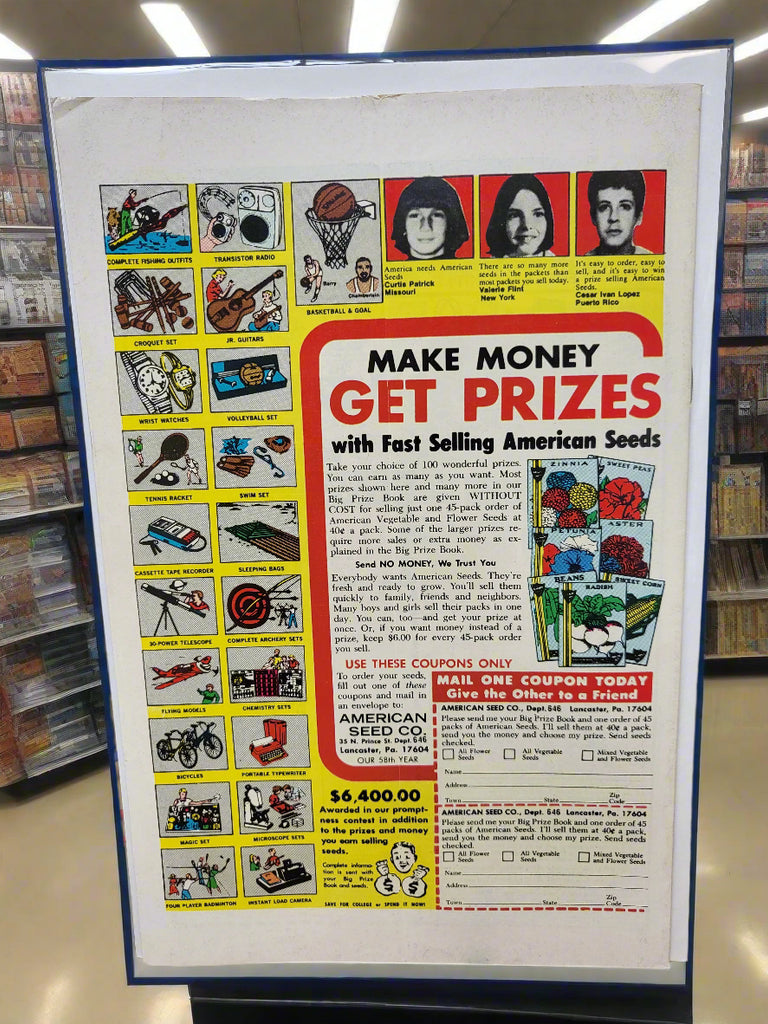 COMPLETE FISHING OUTFITS
TRANSISTOR RADIO
Spalding
Barry
Chamberlain
BASKETBALL & GOAL
America needs American
Seeds
Curtis Patrick
Missouri
There are so many more
seeds in the packets than
most packets you sell today.
Valerie Flint
New York
It's easy to order, easy to
sell, and it's easy to win
a prize selling American
Seeds.
Cesar Ivan Lopez
Puerto Rico
CROQUET SET
JR. GUITARS
WRIST WATCHES
VOLLEYBALL SET
TENNIS RACKET
SWIM SET
CASSETTE TAPE RECORDER
SLEEPING BAGS
30-POWER TELESCOPE
COMPLETE ARCHERY SETS
FLYING MODELS
CHEMISTRY SETS
BICYCLES
PORTABLE TYPEWRITER
MAGIC SET
MICROSCOPE SETS
FOUR PLAYER BADMINTON
INSTANT LOAD CAMERA
MAKE MONEY
GET PRIZES
with Fast Selling American Seeds
Take your choice of 100 wonderful prizes.
You can earn as many as you want. Most
prizes shown here and many more in our
Big Prize Book are given WITHOUT
COST for selling just one 45-pack order of
American Vegetable and Flower Seeds at
40¢ a pack. Some of the larger prizes re-
quire more sales or extra money as ex-
plained in the Big Prize Book.
Send NO MONEY, We Trust You
Everybody wants American Seeds. They're
fresh and ready to grow. You'll sell them
quickly to family, friends and neighbors.
Many boys and girls sell their packs in one
day. You can, too—and get your prize at
once. Or, if you want money instead of a
prize, keep $6.00 for every 45-pack order
you sell.
ZINNIA
SWEET PEAS
PETUNIA
ASTER
BEANS
RADISH
SWEET CORN
USE THESE COUPONS ONLY
To order your seeds,
fill out one of these
coupons and mail in
an envelope to:
AMERICAN
SEED CO.
35 N. Prince St. Dept. 646
Lancaster, Pa. 17604
OUR 58th YEAR
$6,400.00
Awarded in our prompt-
ness contest in addition
to the prizes and money
you earn selling
seeds.
Complete informa-
tion is sent with
your Big Prize
Book and seeds.
$ $
SAVE FOR COLLEGE or SPEND IT NOW!
MAIL ONE COUPON TODAY
Give the Other to a Friend
AMERICAN SEED CO., Dept. 646 Lancaster, Pa. 17604
Please send me your Big Prize Book and one order of 45
packs of American Seeds. I'll sell them at 40¢ a pack,
send you the money and choose my prize. Send seeds
checked.
All Flower
Seeds
All Vegetable
Seeds
Mixed Vegetable
and Flower Seeds
Name
Address
Town State Zip Code
AMERICAN SEED CO., Dept. 646 Lancaster, Pa. 17604
Please send me your Big Prize Book and one order of 45
packs of American Seeds. I'll sell them at 40¢ a pack,
send you the money and choose my prize. Send seeds
checked.
All Flower
Seeds
All Vegetable
Seeds
Mixed Vegetable
and Flower Seeds
Name
Address
Town State Zip Code